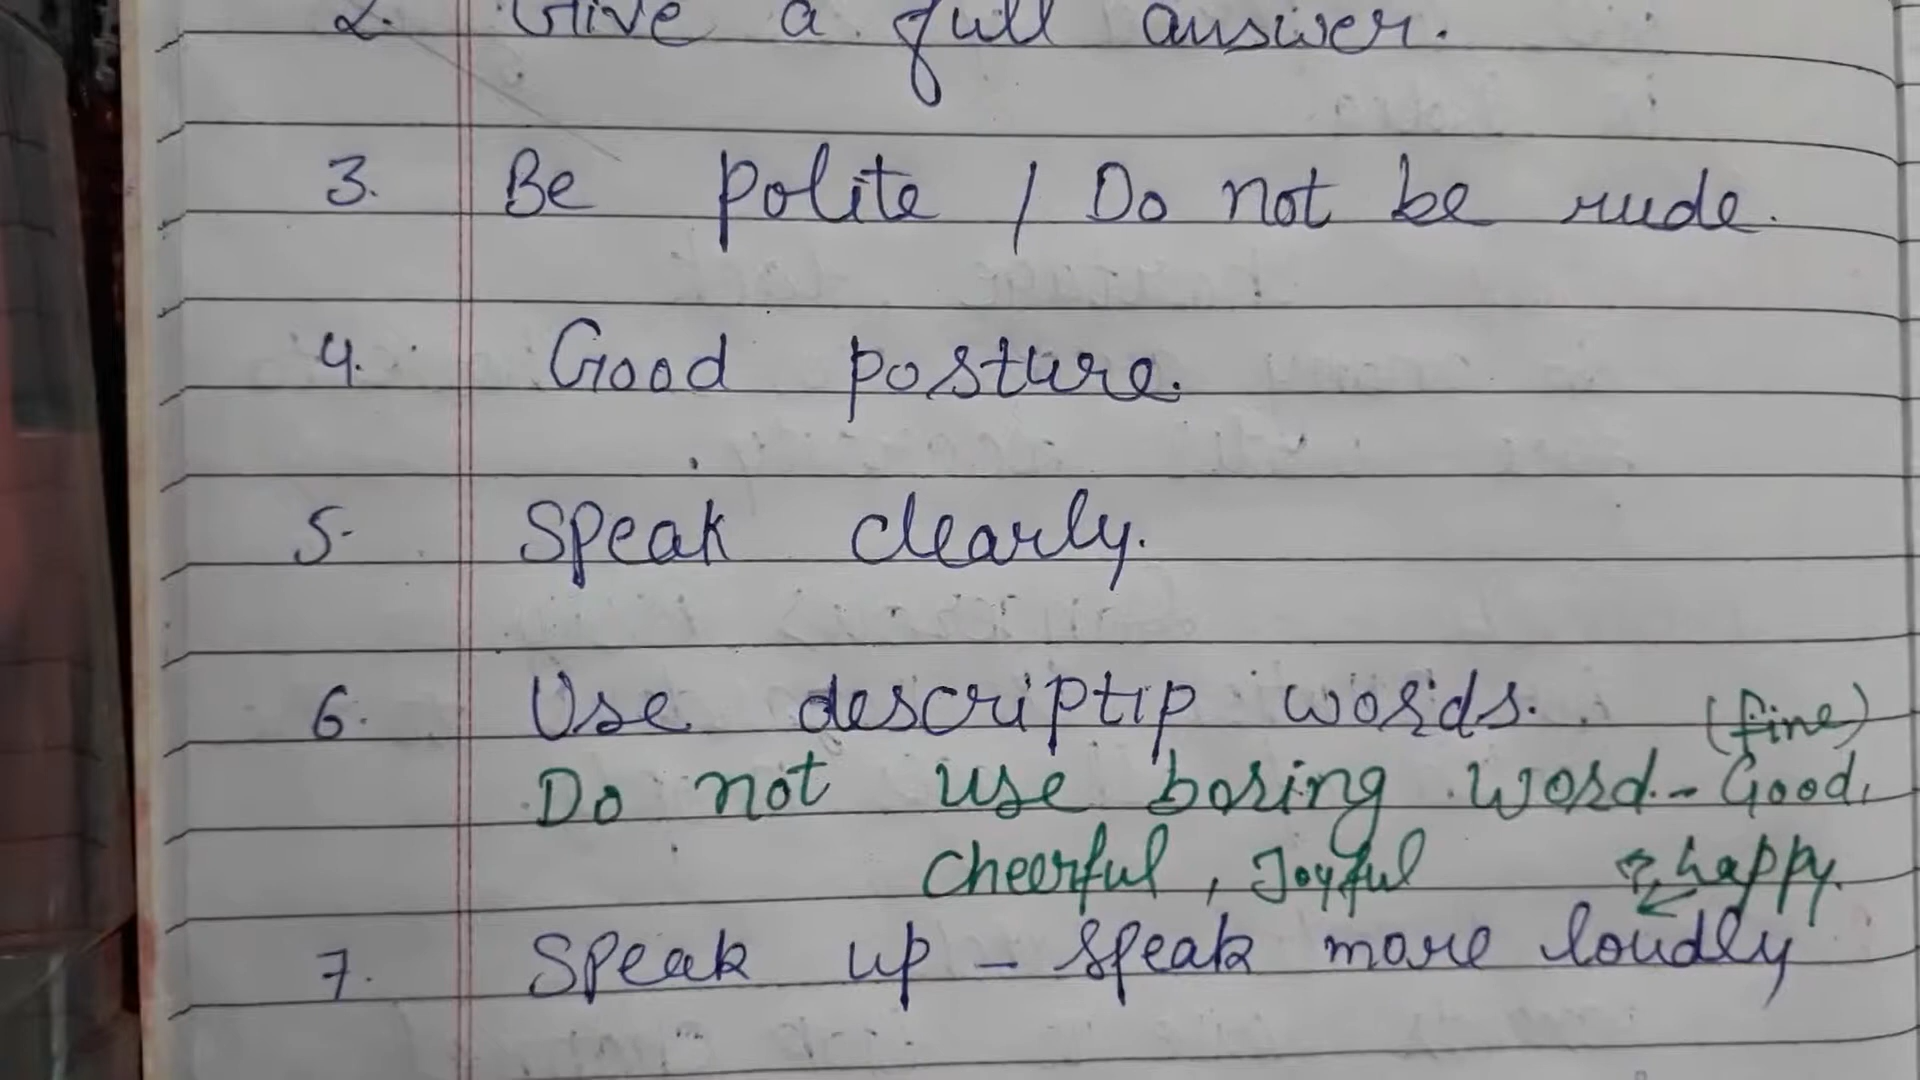 2. Give a full answer.
3. Be polite / Do not be rude.
4. Good posture.
5. Speak clearly.
6. Use descriptip words.
(fine)
Do not use boring word. - Good,
Cheerful, Joyful happy.
7. Speak up - speak more loudly